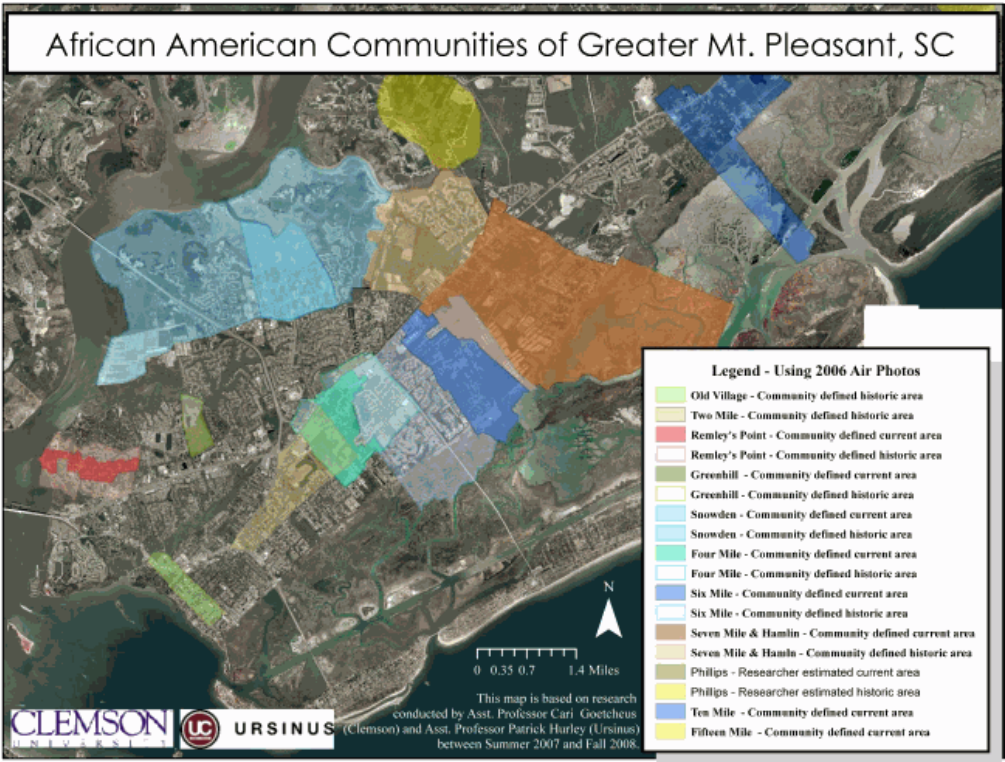 African American Communities of Greater Mt. Pleasant, SC
Legend - Using 2006 Air Photos
Old Village - Community defined historic area
Two Mile - Community defined historic area
Remley's Point - Community defined current area
Remley's Point - Community defined historic area
Greenhill - Community defined current area
Greenhill - Community defined historic area
Snowden - Community defined current area
Snowden - Community defined historic area
Four Mile - Community defined current area
Four Mile - Community defined historic area
Six Mile - Community defined current area
Six Mile - Community defined historic area
Seven Mile & Hamlin - Community defined current area
Seven Mile & Hamln - Community defined historic area
Phillips - Researcher estimated current area
Phillips - Researcher estimated historic area
Ten Mile - Community defined current area
Fifteen Mile - Community defined current area
N
0 0.35 0.7 1.4 Miles
This map is based on research
conducted by Asst. Professor Cari Goetcheus
(Clemson) and Asst. Professor Patrick Hurley (Ursinus)
between Summer 2007 and Fall 2008.
CLEMSON
UNIVERSITY
UC
URSINUS